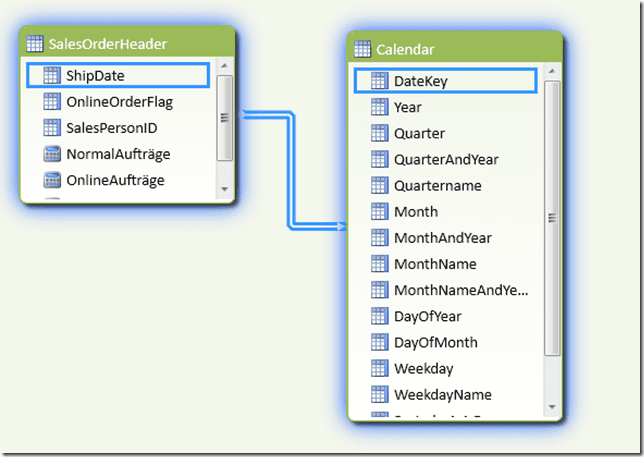 SalesOrderHeader
ShipDate
OnlineOrderFlag
SalesPersonID
NormalAufträge
OnlineAufträge
Calendar
DateKey
Year
Quarter
QuarterAndYear
Quartername
Month
MonthAndYear
MonthName
MonthNameAndYe...
DayOfYear
DayOfMonth
Weekday
WeekdayName